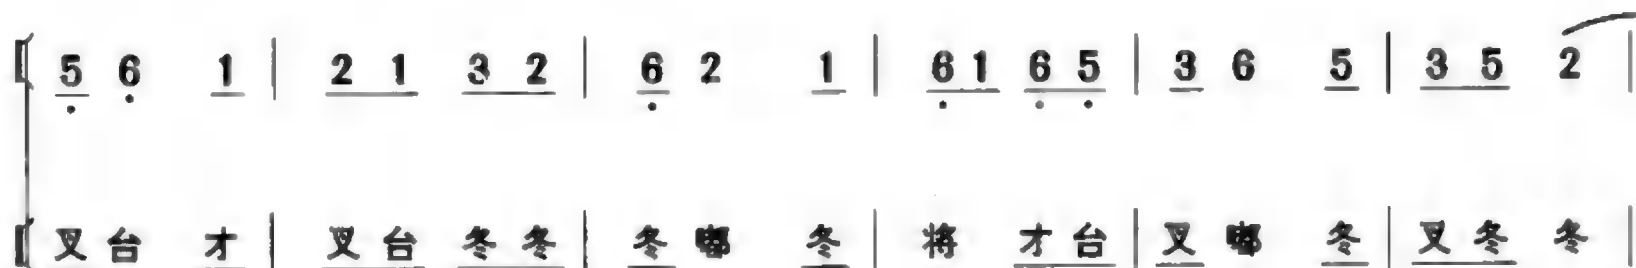 5 6 1 | 2 1 3 2 | 6 2 1 | 6 1 6 5 | 3 6 5 | 3 5 2 |
叉台 才 | 叉台 冬冬 | 冬嘟 冬 | 将 才台 | 叉嘟 冬 | 叉冬 冬 |